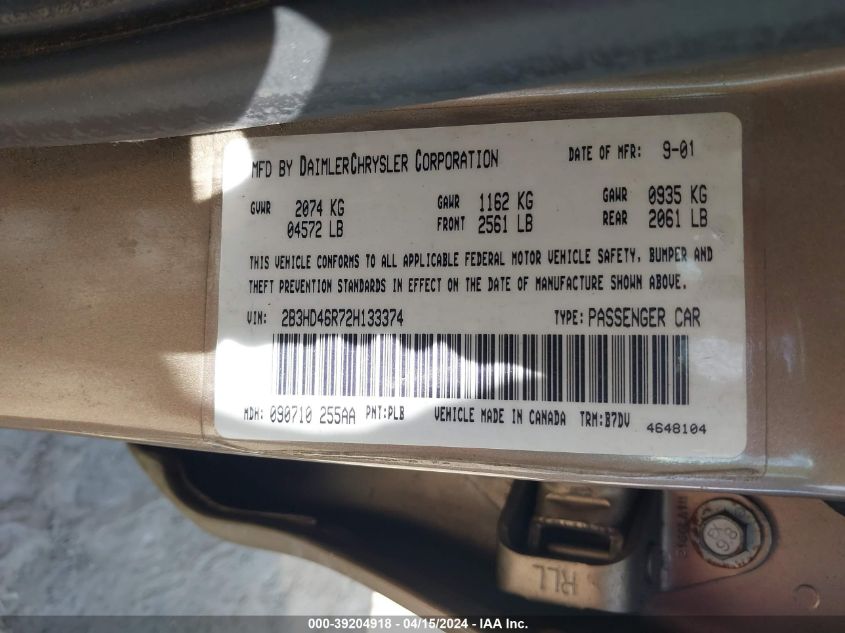 MFD BY DAIMLERCHRYSLER CORPORATION DATE OF MFR: 9-01
GVWR 2074 KG GAWR 1162 KG GAWR 0935 KG
04572 LB FRONT 2561 LB REAR 2061 LB
THIS VEHICLE CONFORMS TO ALL APPLICABLE FEDERAL MOTOR VEHICLE SAFETY, BUMPER AND
THEFT PREVENTION STANDARDS IN EFFECT ON THE DATE OF MANUFACTURE SHOWN ABOVE.
VIN: 2B3HD46R72H133374 TYPE: PASSENGER CAR
MDH: 090710 255AA PNT:PLB VEHICLE MADE IN CANADA TRM:B7DV 4648104
RLL
000-39204918 - 04/15/2024 - IAA Inc.